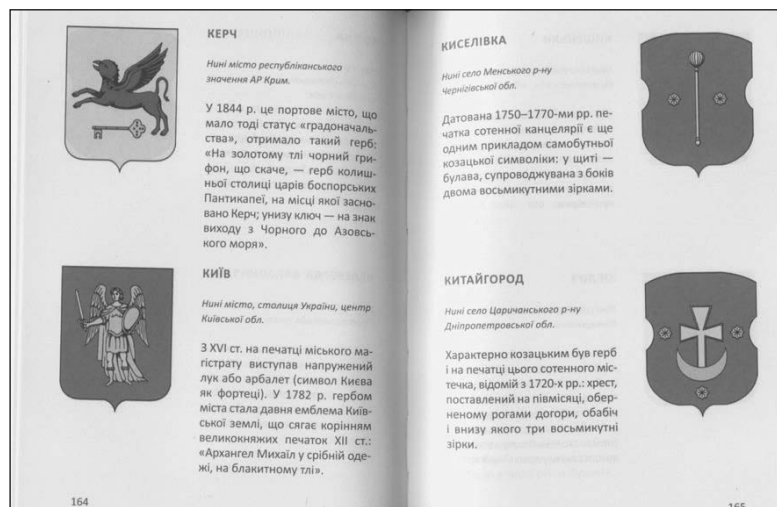 КЕРЧ
Нині місто республіканського
значення АР Крим.
У 1844 р. це портове місто, що
мало тоді статус «градоначаль-
ства», отримало такий герб:
«На золотому тлі чорний гри-
фон, що скаче, — герб колиш-
ньої столиці царів боспорських
Пантикапеї, на місці якої засно-
вано Керч; унизу ключ — на знак
виходу з Чорного до Азовсь-
кого моря».
КИЇВ
Нині місто, столиця України, центр
Київської обл.
З XVI ст. на печатці міського ма-
гістрату виступав напружений
лук або арбалет (символ Києва
як фортеці). У 1782 р. гербом
міста стала давня емблема Київ-
ської землі, що сягає корінням
великокняжих печаток XII ст.:
«Архангел Михаїл у срібній оде-
жі, на блакитному тлі».
164
КИСЕЛІВКА
Нині село Менського р-ну
Чернігівської обл.
Датована 1750–1770-ми рр. пе-
чатка сотенної канцелярії є ще
одним прикладом самобутньої
козацької символіки: у щиті —
булава, супроводжувана з боків
двома восьмикутними зірками.
КИТАЙГОРОД
Нині село Царичанського р-ну
Дніпропетровської обл.
Характерно козацьким був герб
і на печатці цього сотенного міс-
течка, відомій з 1720-х рр.: хрест,
поставлений на півмісяці, обер-
неному рогами догори, обабіч
і внизу якого три восьмикутні
зірки.
165